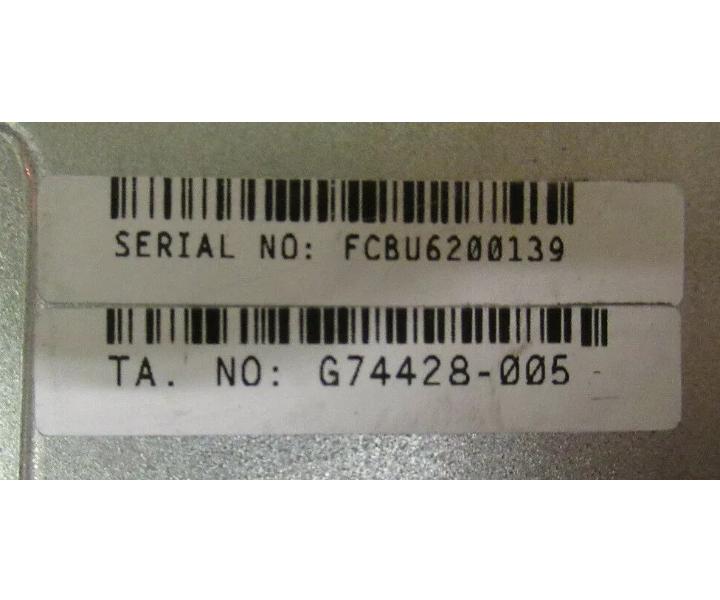 SERIAL NO: FCBU6200139
TA. NO: G74428-005